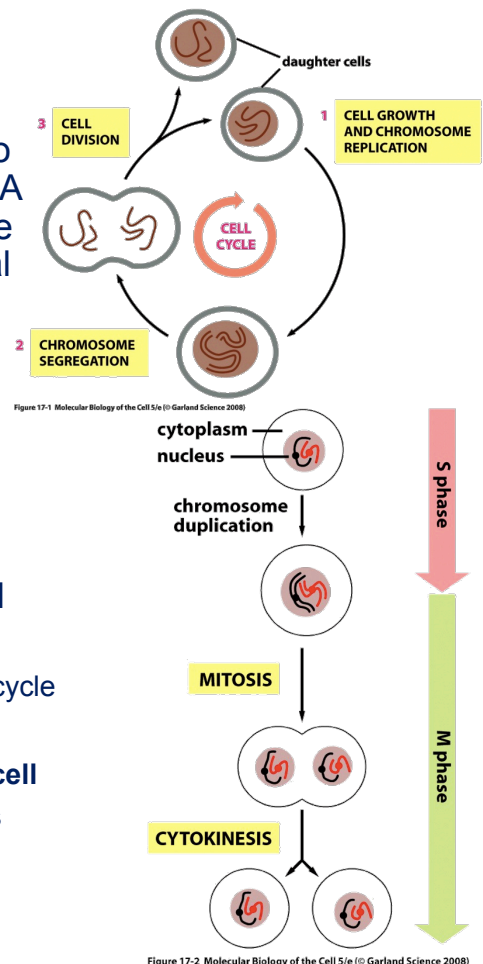 daughter cells
1 CELL GROWTH
AND CHROMOSOME
REPLICATION
3 CELL
DIVISION
A
CELL
CYCLE
2 CHROMOSOME
SEGREGATION
Figure 17-1 Molecular Biology of the Cell 5/e (© Garland Science 2008)
cytoplasm
nucleus
S phase
chromosome
duplication
cycle
MITOSIS
M phase
cell
CYTOKINESIS
Figure 17-2 Molecular Biology of the Cell 5/e (© Garland Science 2008)